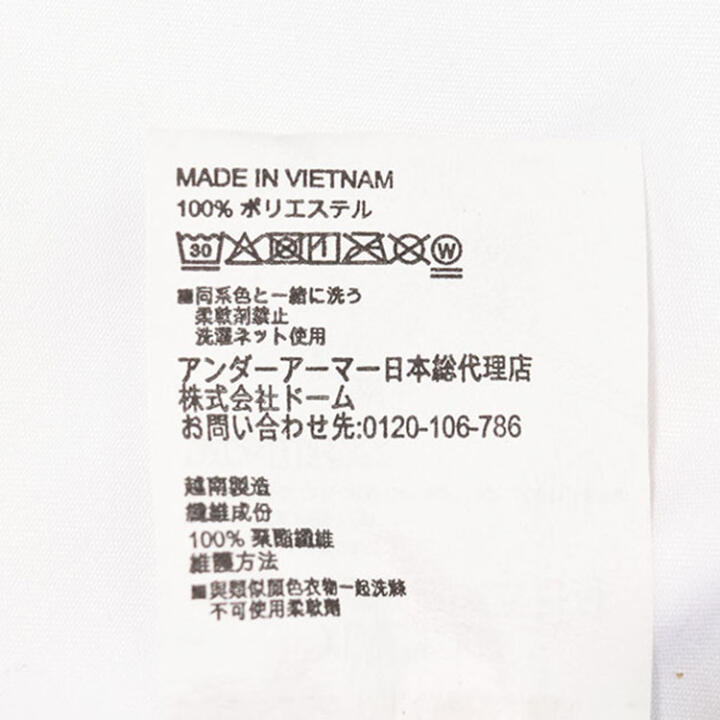 MADE IN VIETNAM
100% ポリエステル
30 W
■同系色と一緒に洗う
柔軟剤禁止
洗濯ネット使用
アンダーアーマー日本総代理店
株式会社ドーム
お問い合わせ先:0120-106-786
越南製造
纖維成份
100% 聚酯纖維
維護方法
■與類似顏色衣物一起洗滌
不可使用柔軟劑